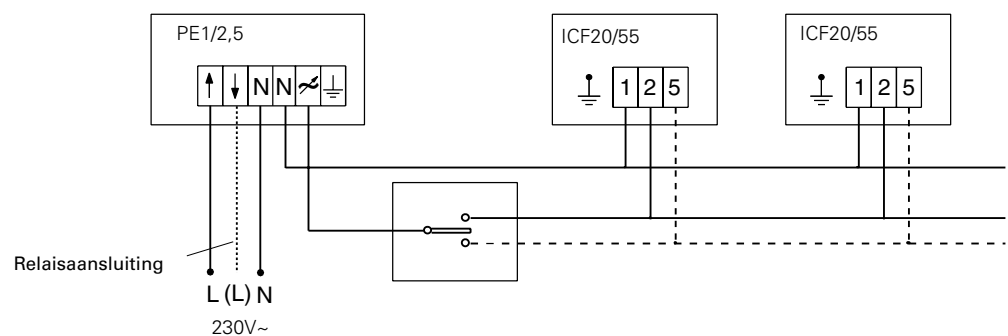 PE1/2,5
ICF20/55
ICF20/55
N N
1 2 5
1 2 5
Relaisaansluiting
L (L) N
230V~